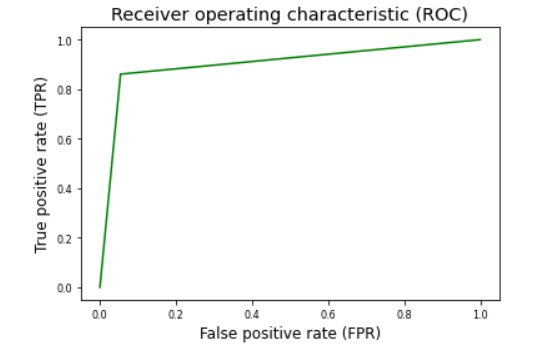 Receiver operating characteristic (ROC)
1.0
0.8
0.6
0.4
0.2
0.0
True positive rate (TPR)
0.0 0.2 0.4 0.6 0.8 1.0
False positive rate (FPR)